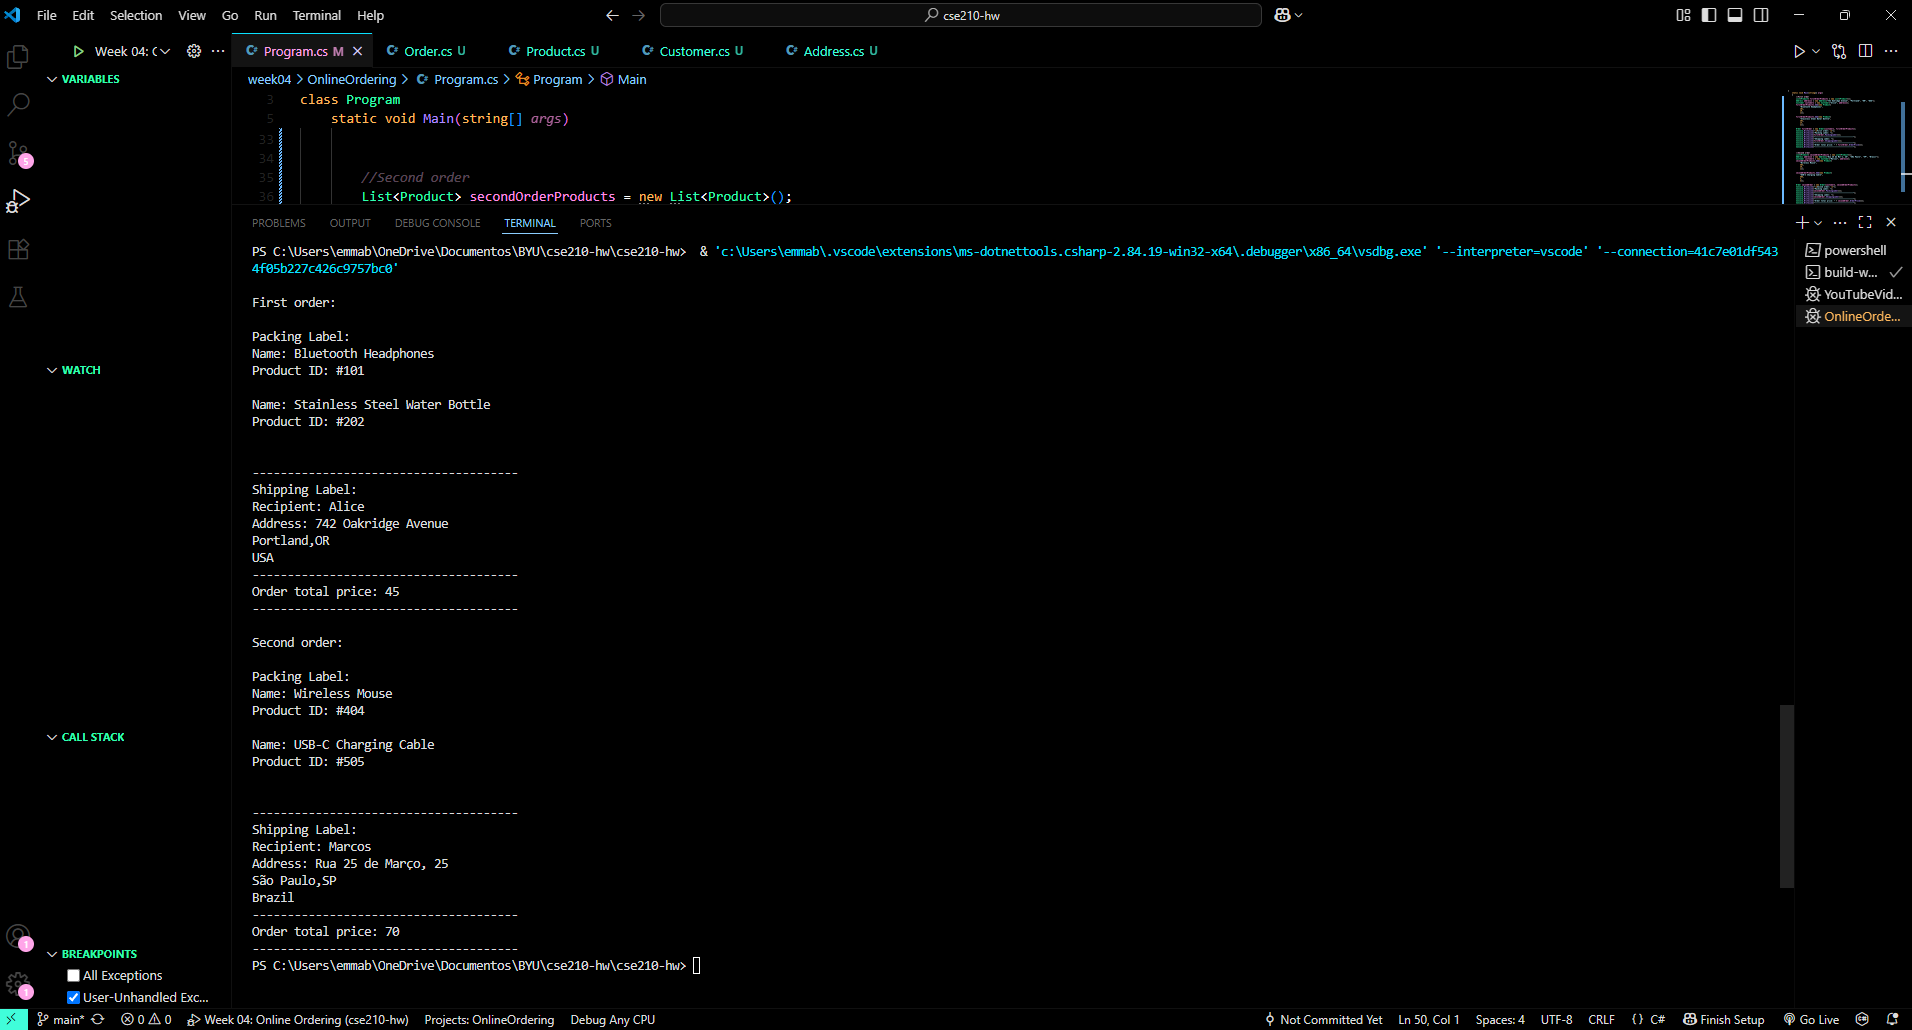 File Edit Selection View Go Run Terminal Help
cse210-hw
Week 04: C
Program.cs M
Order.cs U
Product.cs U
Customer.cs U
Address.cs U
VARIABLES
week04 > OnlineOrdering > Program.cs > Program > Main
3 class Program
5 static void Main(string[] args)
33
34
35 //Second order
36 List<Product> secondOrderProducts = new List<Product>();
PROBLEMS OUTPUT DEBUG CONSOLE TERMINAL PORTS
PS C:\Users\emmab\OneDrive\Documentos\BYU\cse210-hw\cse210-hw> & 'c:\Users\emmab\.vscode\extensions\ms-dotnettools.csharp-2.84.19-win32-x64\.debugger\x86_64\vsdbg.exe' '--interpreter=vscode' '--connection=41c7e01df543
4f05b227c426c9757bc0'
First order:
Packing Label:
Name: Bluetooth Headphones
Product ID: #101
Name: Stainless Steel Water Bottle
Product ID: #202
--------------------------------------
Shipping Label:
Recipient: Alice
Address: 742 Oakridge Avenue
Portland,OR
USA
--------------------------------------
Order total price: 45
--------------------------------------
Second order:
Packing Label:
Name: Wireless Mouse
Product ID: #404
Name: USB-C Charging Cable
Product ID: #505
--------------------------------------
Shipping Label:
Recipient: Marcos
Address: Rua 25 de Março, 25
São Paulo,SP
Brazil
--------------------------------------
Order total price: 70
--------------------------------------
PS C:\Users\emmab\OneDrive\Documentos\BYU\cse210-hw\cse210-hw>
powershell
build-w...
YouTubeVid...
OnlineOrde...
5
WATCH
CALL STACK
1
BREAKPOINTS
All Exceptions
1
User-Unhandled Exc...
main* 0 0 Week 04: Online Ordering (cse210-hw) Projects: OnlineOrdering Debug Any CPU Not Committed Yet Ln 50, Col 1 Spaces: 4 UTF-8 CRLF {} C# Finish Setup Go Live